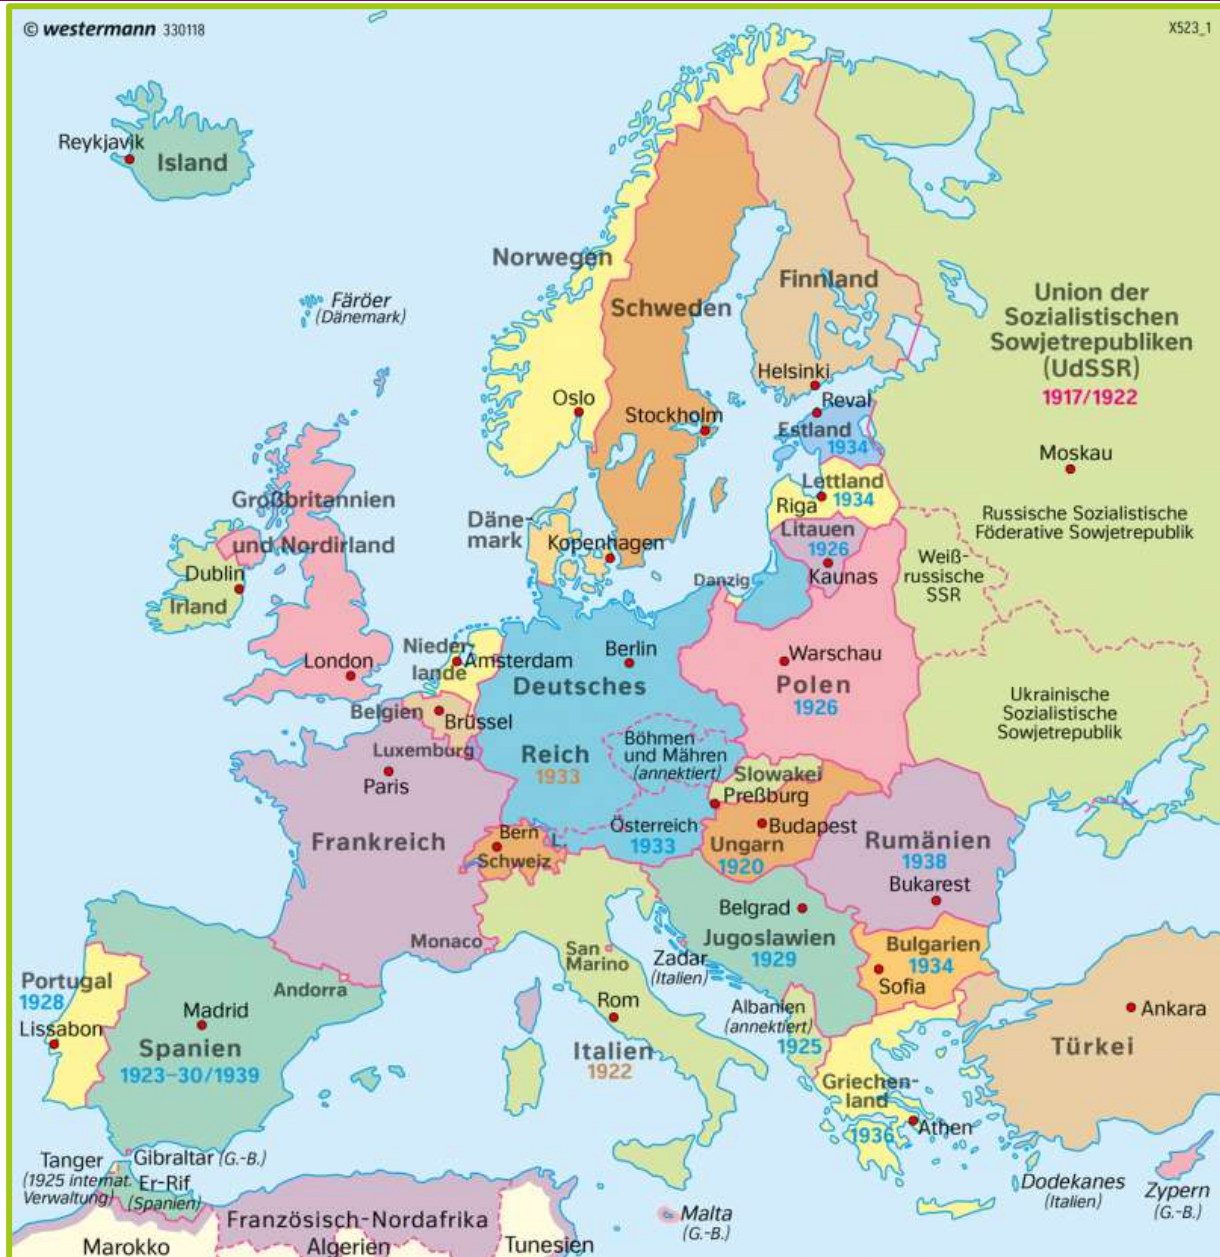 © westermann 330118
X523_1
Reykjavik
Island
Norwegen
Färöer
(Dänemark)
Schweden
Finnland
Union der
Sozialistischen
Sowjetrepubliken
(UdSSR)
1917/1922
Helsinki
Reval
Oslo
Stockholm
Estland
1934
Moskau
Lettland
1934
Riga
Großbritannien
und Nordirland
Däne-
mark
Kopenhagen
Litauen
1926
Kaunas
Russische Sozialistische
Föderative Sowjetrepublik
Weiß-
russische
SSR
Danzig
Dublin
Irland
London
Nieder-
lande
Amsterdam
Berlin
Deutsches
Reich
1933
Warschau
Polen
1926
Ukrainische
Sozialistische
Sowjetrepublik
Belgien
Brüssel
Luxemburg
Paris
Böhmen
und Mähren
(annektiert)
Slowakei
Preßburg
Frankreich
Bern
Schweiz
L.
Österreich
1933
Budapest
Ungarn
1920
Rumänien
1938
Bukarest
Belgrad
Jugoslawien
1929
Bulgarien
1934
Sofia
Monaco
San
Marino
Zadar
(Italien)
Portugal
1928
Lissabon
Andorra
Madrid
Spanien
1923–30/1939
Rom
Italien
1922
Albanien
(annektiert)
1925
Ankara
Türkei
Griechen-
land
1936
Athen
Tanger
(1925 internat.
Verwaltung)
Gibraltar (G.-B.)
Er-Rif
(Spanien)
Dodekanes
(Italien)
Zypern
(G.-B.)
Malta
(G.-B.)
Französisch-Nordafrika
Marokko
Algerien
Tunesien